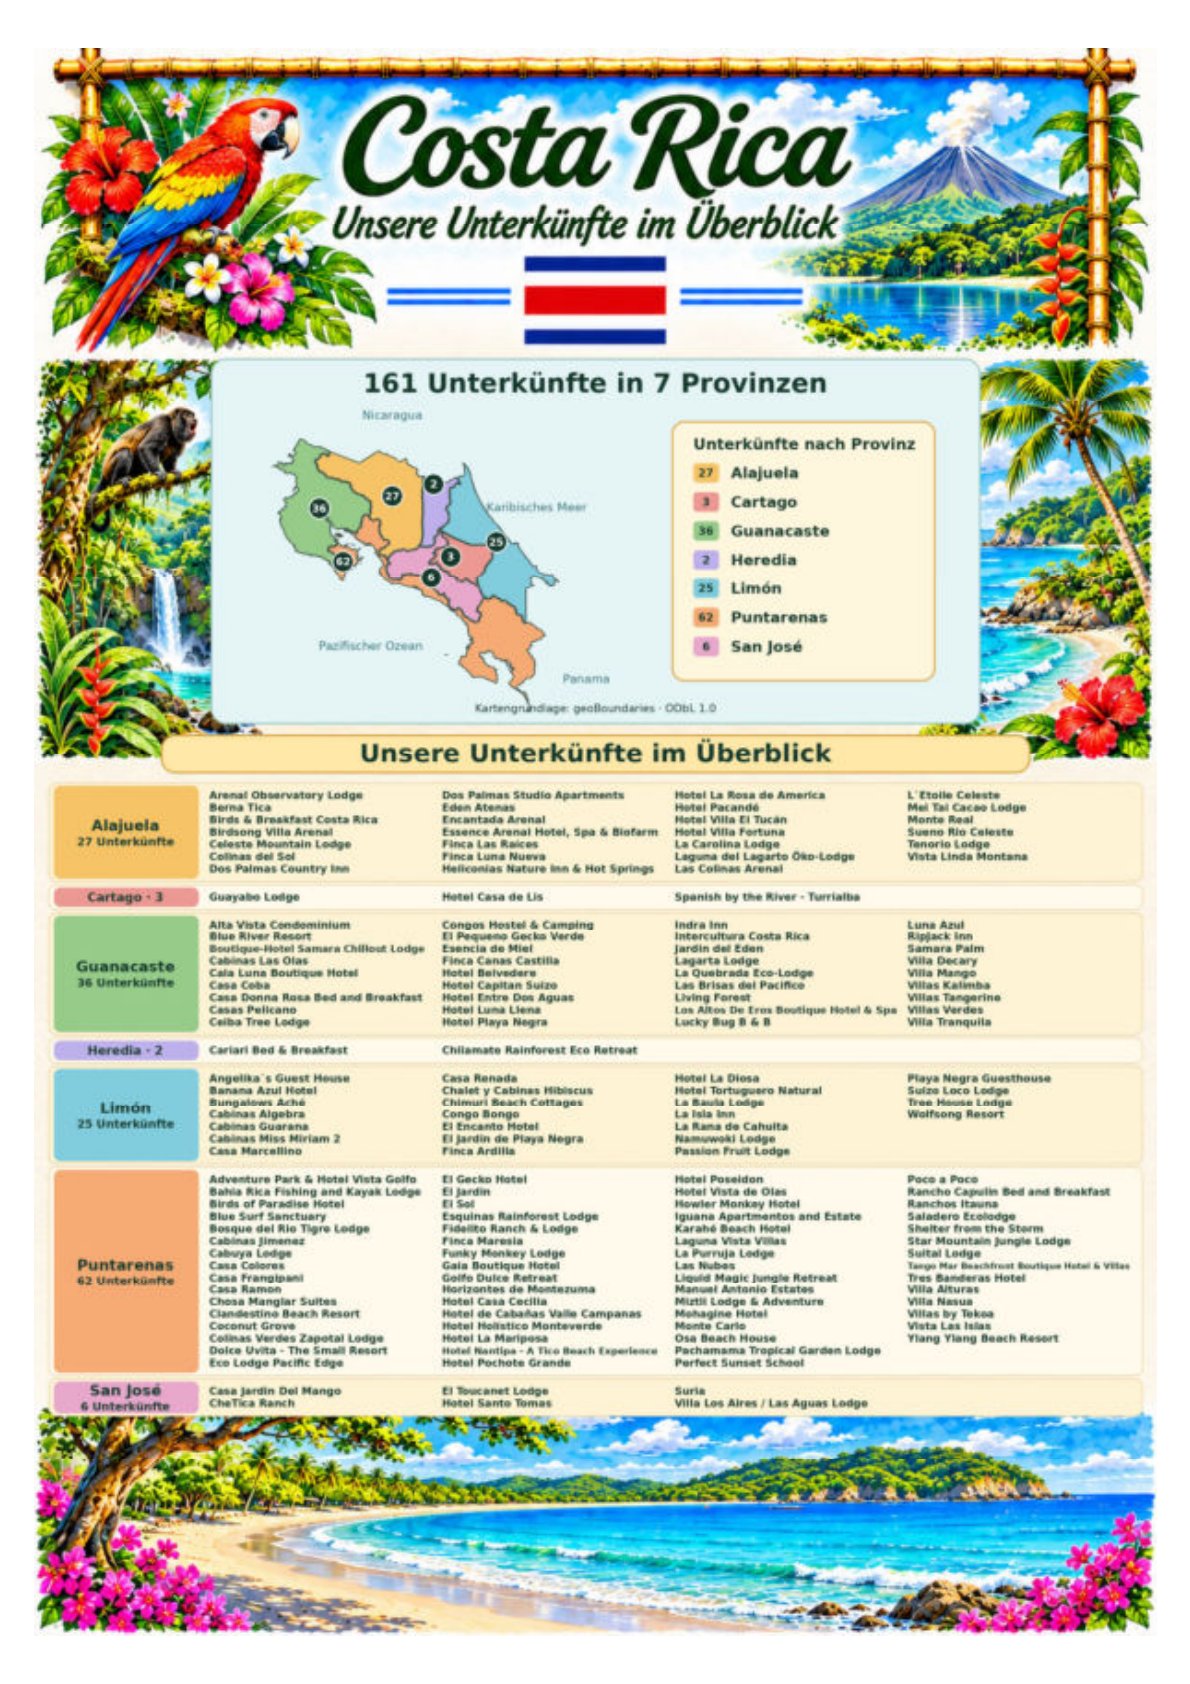 Costa Rica
Unsere Unterkünfte im Überblick
161 Unterkünfte in 7 Provinzen
Nicaragua
Karibisches Meer
Pazifischer Ozean
Panama
36
27
2
25
3
62
6
Kartengrundlage: geoBoundaries · ODbL 1.0
Unterkünfte nach Provinz
27 Alajuela
3 Cartago
36 Guanacaste
2 Heredia
25 Limón
62 Puntarenas
6 San José
Unsere Unterkünfte im Überblick
Alajuela
27 Unterkünfte
Arenal Observatory Lodge
Berna Tica
Birds & Breakfast Costa Rica
Birdsong Villa Arenal
Celeste Mountain Lodge
Colinas del Sol
Dos Palmas Country Inn
Dos Palmas Studio Apartments
Eden Atenas
Encantada Arenal
Essence Arenal Hotel, Spa & Biofarm
Finca Las Raices
Finca Luna Nueva
Heliconias Nature Inn & Hot Springs
Hotel La Rosa de America
Hotel Pacandé
Hotel Villa El Tucán
Hotel Villa Fortuna
La Carolina Lodge
Laguna del Lagarto Öko-Lodge
Las Colinas Arenal
L´Etoile Celeste
Mei Tai Cacao Lodge
Monte Real
Sueno Rio Celeste
Tenorio Lodge
Vista Linda Montana
Cartago · 3
Guayabo Lodge
Hotel Casa de Lis
Spanish by the River - Turrialba
Guanacaste
36 Unterkünfte
Alta Vista Condominium
Blue River Resort
Boutique-Hotel Samara Chillout Lodge
Cabinas Las Olas
Cala Luna Boutique Hotel
Casa Coba
Casa Donna Rosa Bed and Breakfast
Casas Pelicano
Ceiba Tree Lodge
Congos Hostel & Camping
El Pequeno Gecko Verde
Esencia de Miel
Finca Canas Castilla
Hotel Belvedere
Hotel Capitan Suizo
Hotel Entre Dos Aguas
Hotel Luna Llena
Hotel Playa Negra
Indra Inn
Intercultura Costa Rica
Jardin del Eden
Lagarta Lodge
La Quebrada Eco-Lodge
Las Brisas del Pacifico
Living Forest
Los Altos De Eros Boutique Hotel & Spa
Lucky Bug B & B
Luna Azul
Ripjack Inn
Samara Palm
Villa Decary
Villa Mango
Villas Kalimba
Villas Tangerine
Villas Verdes
Villa Tranquila
Heredia · 2
Cariari Bed & Breakfast
Chilamate Rainforest Eco Retreat
Limón
25 Unterkünfte
Angelika´s Guest House
Banana Azul Hotel
Bungalows Aché
Cabinas Algebra
Cabinas Guarana
Cabinas Miss Miriam 2
Casa Marcellino
Casa Renada
Chalet y Cabinas Hibiscus
Chimuri Beach Cottages
Congo Bongo
El Encanto Hotel
El Jardin de Playa Negra
Finca Ardilla
Hotel La Diosa
Hotel Tortuguero Natural
La Baula Lodge
La Isla Inn
La Rana de Cahuita
Namuwoki Lodge
Passion Fruit Lodge
Playa Negra Guesthouse
Suizo Loco Lodge
Tree House Lodge
Wolfsong Resort
Puntarenas
62 Unterkünfte
Adventure Park & Hotel Vista Golfo
Bahia Rica Fishing and Kayak Lodge
Birds of Paradise Hotel
Blue Surf Sanctuary
Bosque del Rio Tigre Lodge
Cabinas Jimenez
Cabuya Lodge
Casa Colores
Casa Frangipani
Casa Ramon
Chosa Manglar Suites
Clandestino Beach Resort
Coconut Grove
Colinas Verdes Zapotal Lodge
Dolce Uvita - The Small Resort
Eco Lodge Pacific Edge
El Gecko Hotel
El Jardin
El Sol
Esquinas Rainforest Lodge
Fidelito Ranch & Lodge
Finca Maresia
Funky Monkey Lodge
Gaia Boutique Hotel
Golfo Dulce Retreat
Horizontes de Montezuma
Hotel Casa Cecilia
Hotel de Cabañas Valle Campanas
Hotel Holistico Monteverde
Hotel La Mariposa
Hotel Nantipa - A Tico Beach Experience
Hotel Pochote Grande
Hotel Poseidon
Hotel Vista de Olas
Howler Monkey Hotel
Iguana Apartmentos and Estate
Karahé Beach Hotel
Laguna Vista Villas
La Purruja Lodge
Las Nubes
Liquid Magic Jungle Retreat
Manuel Antonio Estates
Miztli Lodge & Adventure
Mohagine Hotel
Monte Carlo
Osa Beach House
Pachamama Tropical Garden Lodge
Perfect Sunset School
Poco a Poco
Rancho Capulin Bed and Breakfast
Ranchos Itauna
Saladero Ecolodge
Shelter from the Storm
Star Mountain Jungle Lodge
Suital Lodge
Tango Mar Beachfront Boutique Hotel & Villas
Tres Banderas Hotel
Villa Alturas
Villa Nasua
Villas by Tekoa
Vista Las Islas
Ylang Ylang Beach Resort
San José
6 Unterkünfte
Casa Jardin Del Mango
CheTica Ranch
El Toucanet Lodge
Hotel Santo Tomas
Suria
Villa Los Aires / Las Aguas Lodge